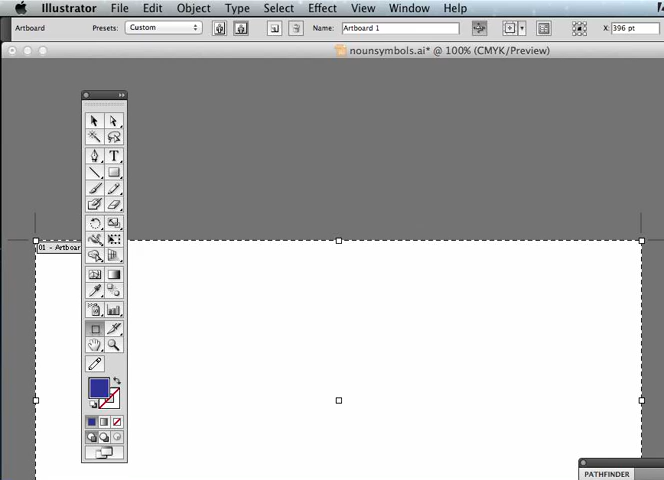 Illustrator File Edit Object Type Select Effect View Window Help
Artboard Presets: Custom Name: Artboard 1 X: 396 pt
nounsymbols.ai* @ 100% (CMYK/Preview)
T
01 - Artboar
PATHFINDER